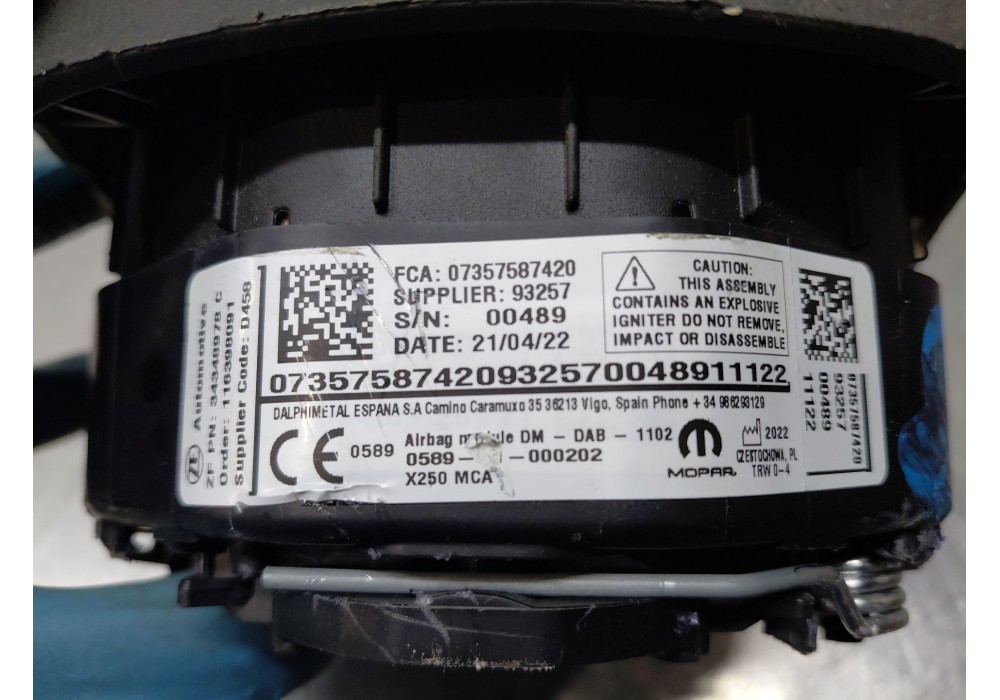 ZF Automotive
ZF PN: 34348978 C
Order: 1163998091
Supplier Code: D458
FCA: 07357587420
SUPPLIER: 93257
S/N: 00489
DATE: 21/04/22
CAUTION:
THIS ASSEMBLY
CONTAINS AN EXPLOSIVE
IGNITER DO NOT REMOVE,
IMPACT OR DISASSEMBLE
07357587420932570048911122
DALPHIMETAL ESPANA S.A Camino Caramuxo 35 36213 Vigo, Spain Phone +34 986293129
CE 0589
Airbag module DM - DAB - 1102
0589- -000202
X250 MCA
MOPAR
2022
CZESTOCHOWA, PL
TRW 0-4
07357587420
93257
00489
11122